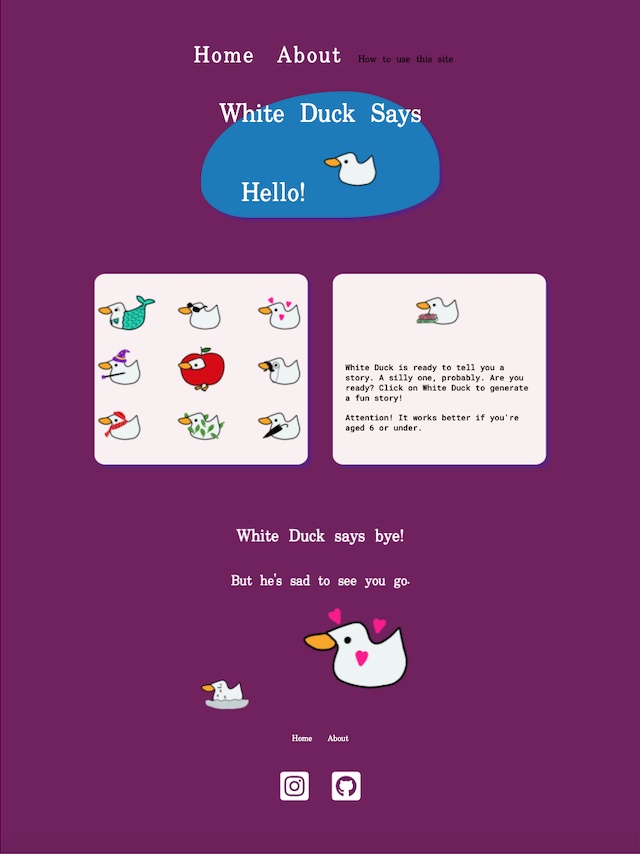 Home About How to use this site
White Duck Says
Hello!
White Duck is ready to tell you a
story. A silly one, probably. Are you
ready? Click on White Duck to generate
a fun story!
Attention! It works better if you're
aged 6 or under.
White Duck says bye!
But he's sad to see you go.
Home About